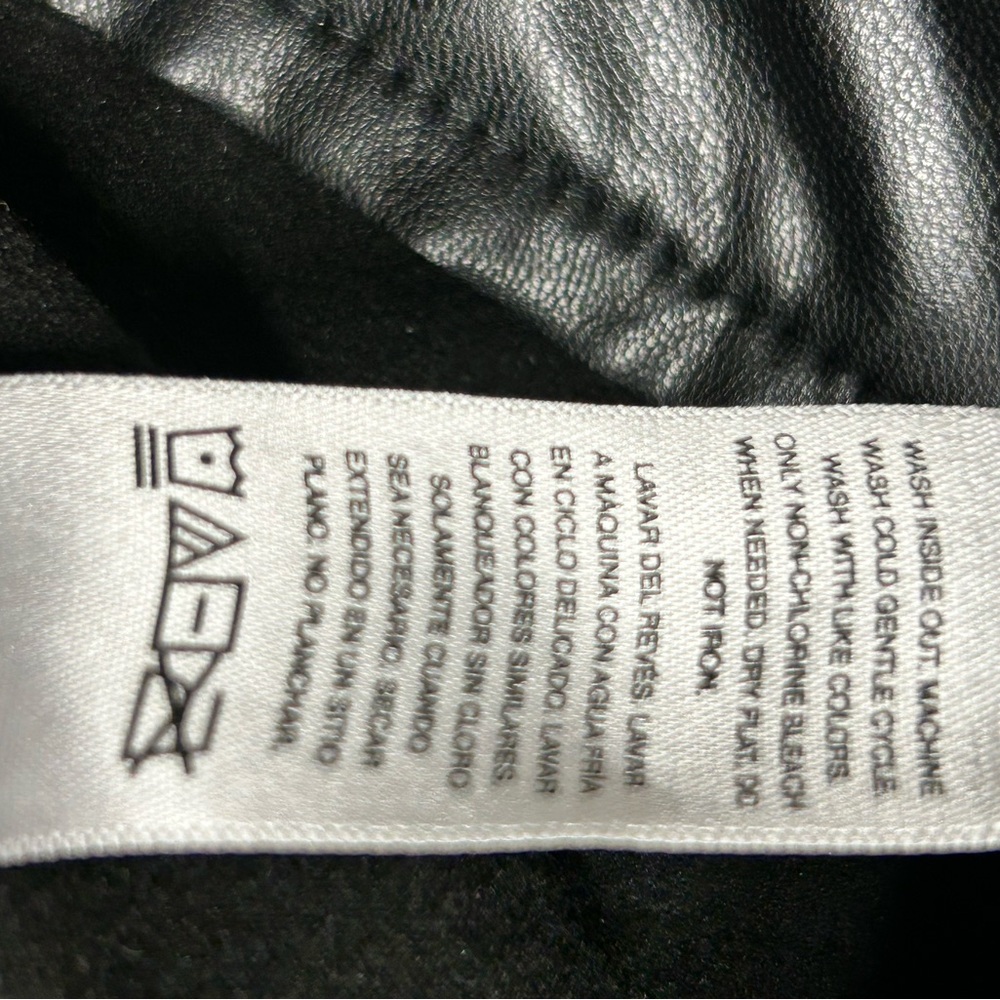 WASH INSIDE OUT. MACHINE
WASH COLD GENTLE CYCLE.
WASH WITH LIKE COLORS.
ONLY NON-CHLORINE BLEACH
WHEN NEEDED. DRY FLAT. DO
NOT IRON.
LAVAR DEL REVES. LAVAR
A MAQUINA CON AGUA FRIA
EN CICLO DELICADO. LAVAR
CON COLORES SIMILARES.
BLANQUEADOR SIN CLORO
SOLAMENTE CUANDO
SEA NECESARIO. SECAR
EXTENDIDO EN UN SITIO
PLANO. NO PLANCHAR.